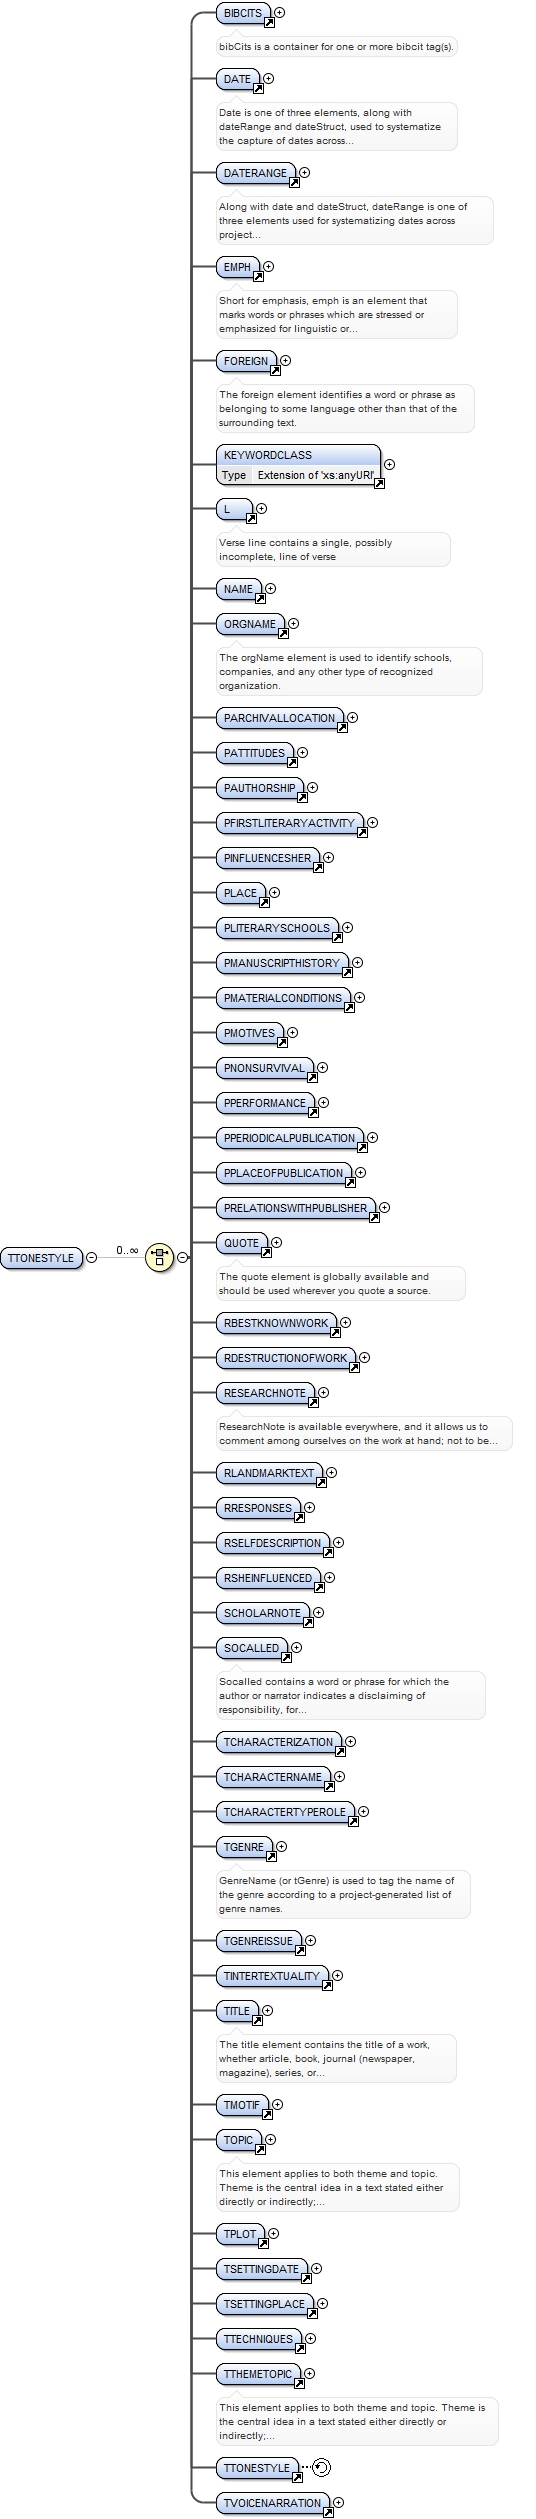 BIBCITS
bibCits is a container for one or more bibcit tag(s).
DATE
Date is one of three elements, along with
dateRange and dateStruct, used to systematize
the capture of dates across...
DATERANGE
Along with date and dateStruct, dateRange is one of
three elements used for systematizing dates across
project...
EMPH
Short for emphasis, emph is an element that
marks words or phrases which are stressed or
emphasized for linguistic or...
FOREIGN
The foreign element identifies a word or phrase as
belonging to some language other than that of the
surrounding text.
KEYWORDCLASS
Type Extension of 'xs:anyURI'
L
Verse line contains a single, possibly
incomplete, line of verse
NAME
ORGNAME
The orgName element is used to identify schools,
companies, and any other type of recognized
organization.
PARCHIVALLOCATION
PATTITUDES
PAUTHORSHIP
PFIRSTLITERARYACTIVITY
PINFLUENCESHER
PLACE
PLITERARYSCHOOLS
PMANUSCRIPTHISTORY
PMATERIALCONDITIONS
PMOTIVES
PNONSURVIVAL
PPERFORMANCE
PPERIODICALPUBLICATION
PPLACEOFPUBLICATION
PRELATIONSWITHPUBLISHER
QUOTE
TTONESTYLE 0..∞
The quote element is globally available and
should be used wherever you quote a source.
RBESTKNOWNWORK
RDESTRUCTIONOFWORK
RESEARCHNOTE
ResearchNote is available everywhere, and it allows us to
comment among ourselves on the work at hand; not to be...
RLANDMARKTEXT
RRESPONSES
RSELFDESCRIPTION
RSHEINFLUENCED
SCHOLARNOTE
SOCALLED
Socalled contains a word or phrase for which the
author or narrator indicates a disclaiming of
responsibility, for...
TCHARACTERIZATION
TCHARACTERNAME
TCHARACTERTYPEROLE
TGENRE
GenreName (or tGenre) is used to tag the name of
the genre according to a project-generated list of
genre names.
TGENREISSUE
TINTERTEXTUALITY
TITLE
The title element contains the title of a work,
whether article, book, journal (newspaper,
magazine), series, or...
TMOTIF
TOPIC
This element applies to both theme and topic.
Theme is the central idea in a text stated either
directly or indirectly;...
TPLOT
TSETTINGDATE
TSETTINGPLACE
TTECHNIQUES
TTHEMETOPIC
This element applies to both theme and topic. Theme is
the central idea in a text stated either directly or
indirectly;...
TTONESTYLE
TVOICENARRATION